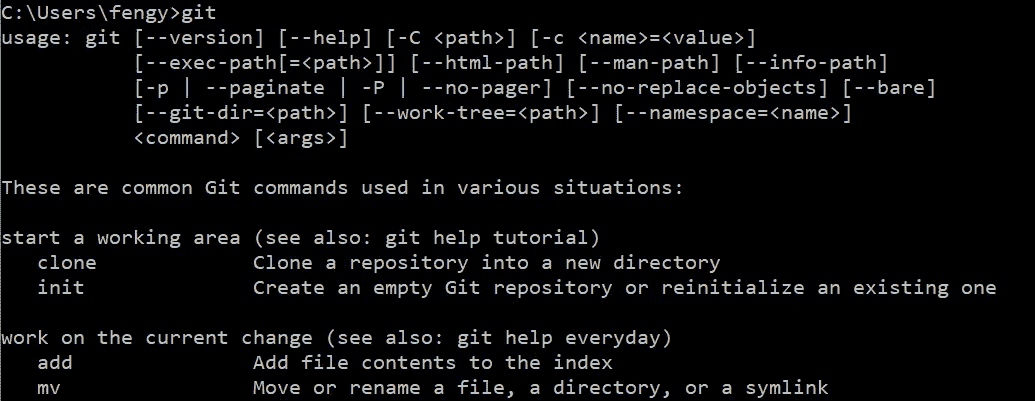 C:\Users\fengy>git
usage: git [--version] [--help] [-C <path>] [-c <name>=<value>]
           [--exec-path[=<path>]] [--html-path] [--man-path] [--info-path]
           [-p | --paginate | -P | --no-pager] [--no-replace-objects] [--bare]
           [--git-dir=<path>] [--work-tree=<path>] [--namespace=<name>]
           <command> [<args>]

These are common Git commands used in various situations:

start a working area (see also: git help tutorial)
   clone             Clone a repository into a new directory
   init              Create an empty Git repository or reinitialize an existing one

work on the current change (see also: git help everyday)
   add               Add file contents to the index
   mv                Move or rename a file, a directory, or a symlink